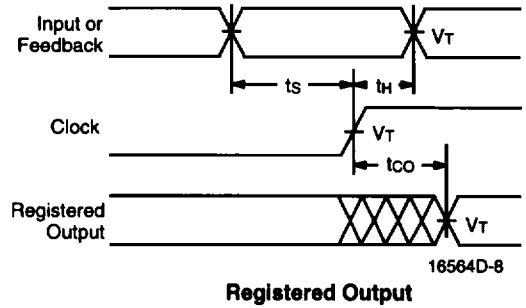 Input or
Feedback
VT
tS
tH
Clock
VT
tCO
Registered
Output
VT
16564D-8
Registered Output